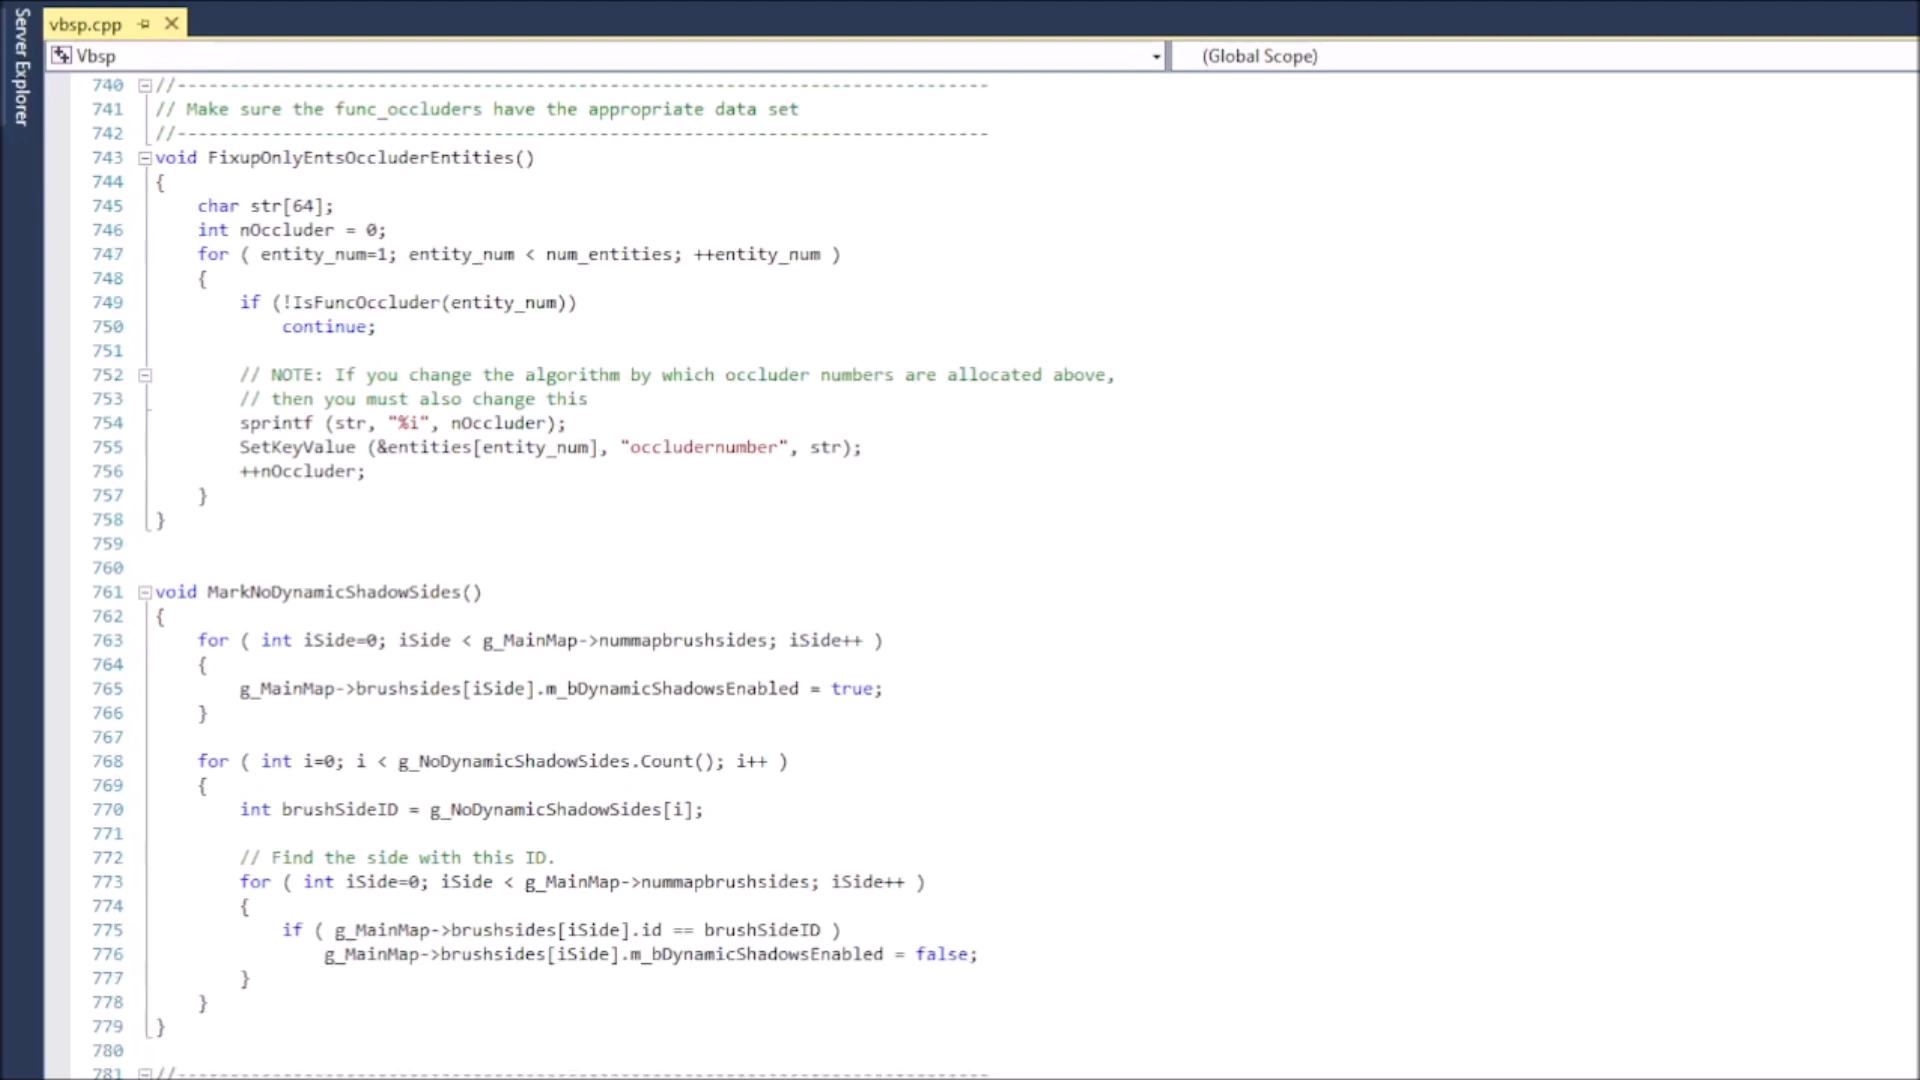 Server Explorer
vbsp.cpp
Vbsp
(Global Scope)
740 //-----------------------------------------------------------------------------
741 // Make sure the func_occluders have the appropriate data set
742 //-----------------------------------------------------------------------------
743 void FixupOnlyEntsOccluderEntities()
744 {
745     char str[64];
746     int nOccluder = 0;
747     for ( entity_num=1; entity_num < num_entities; ++entity_num )
748     {
749         if (!IsFuncOccluder(entity_num))
750             continue;
751
752         // NOTE: If you change the algorithm by which occluder numbers are allocated above,
753         // then you must also change this
754         sprintf (str, "%i", nOccluder);
755         SetKeyValue (&entities[entity_num], "occludernumber", str);
756         ++nOccluder;
757     }
758 }
759
760
761 void MarkNoDynamicShadowSides()
762 {
763     for ( int iSide=0; iSide < g_MainMap->nummapbrushsides; iSide++ )
764     {
765         g_MainMap->brushsides[iSide].m_bDynamicShadowsEnabled = true;
766     }
767
768     for ( int i=0; i < g_NoDynamicShadowSides.Count(); i++ )
769     {
770         int brushSideID = g_NoDynamicShadowSides[i];
771
772         // Find the side with this ID.
773         for ( int iSide=0; iSide < g_MainMap->nummapbrushsides; iSide++ )
774         {
775             if ( g_MainMap->brushsides[iSide].id == brushSideID )
776                 g_MainMap->brushsides[iSide].m_bDynamicShadowsEnabled = false;
777         }
778     }
779 }
780
781 //-----------------------------------------------------------------------------